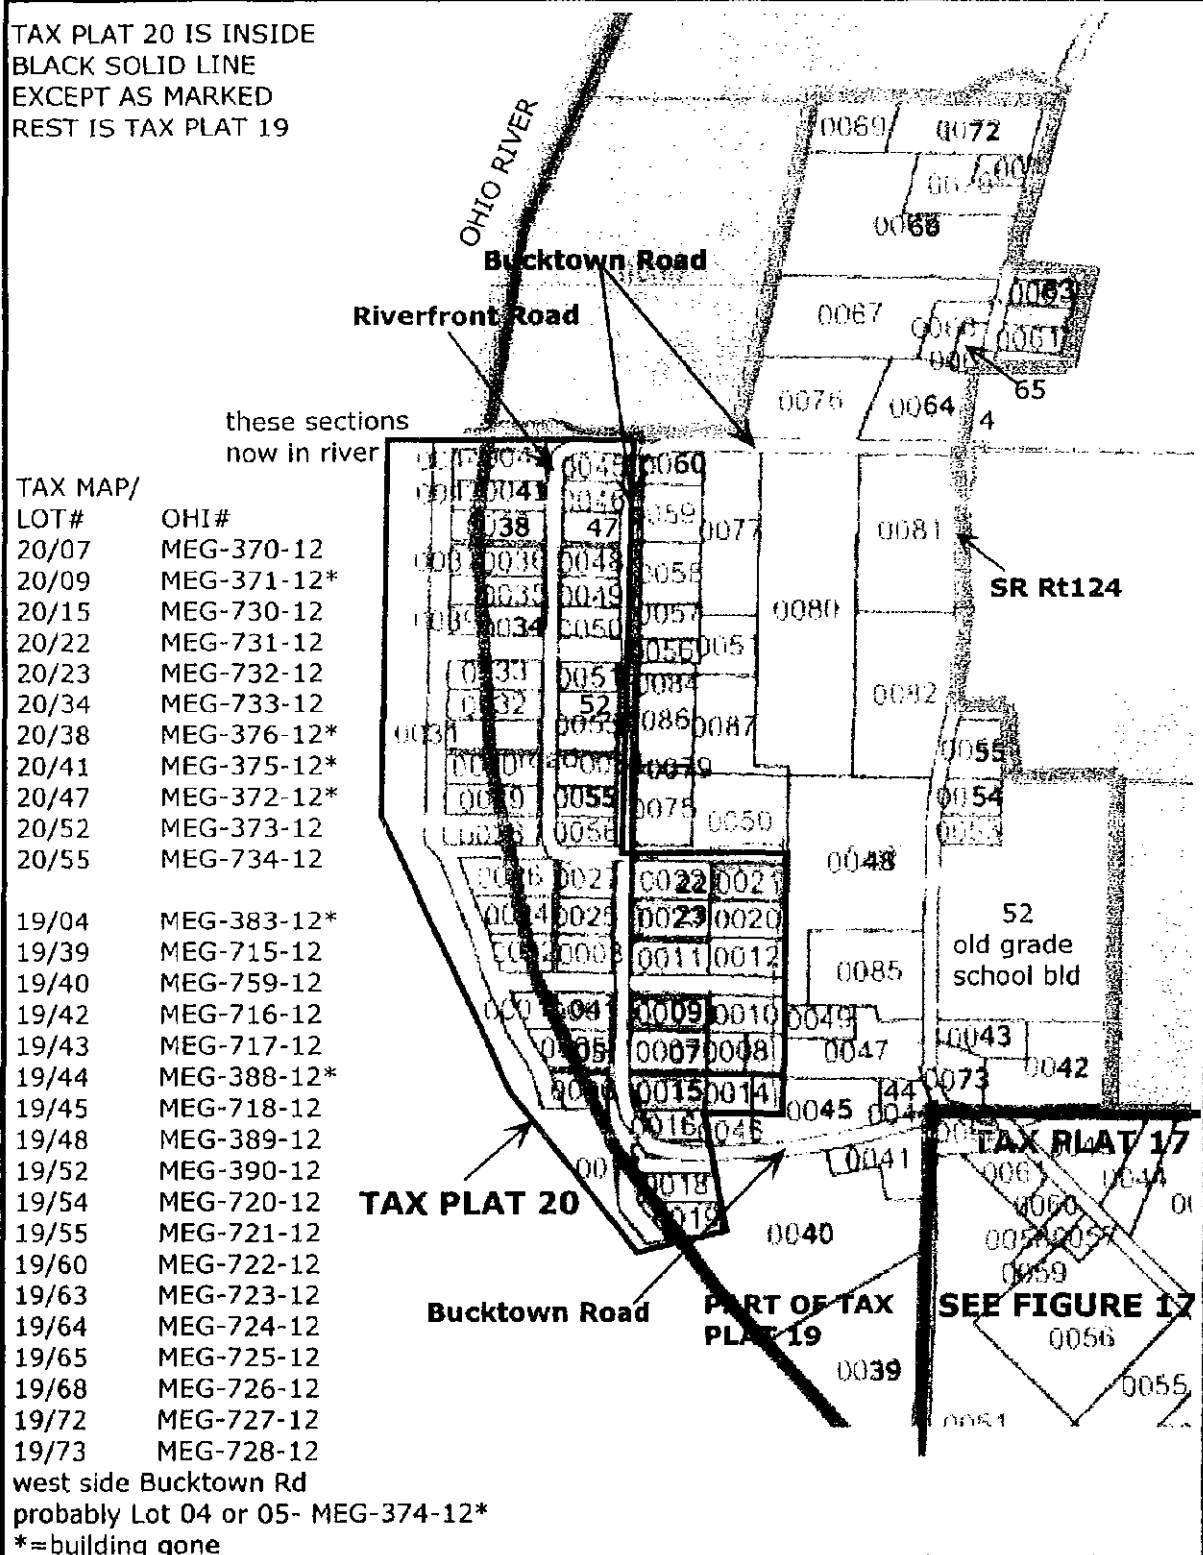 TAX PLAT 20 IS INSIDE
BLACK SOLID LINE
EXCEPT AS MARKED
REST IS TAX PLAT 19
OHIO RIVER
Bucktown Road
Riverfront Road
these sections
now in river
TAX MAP/
LOT# OHI#
20/07 MEG-370-12
20/09 MEG-371-12*
20/15 MEG-730-12
20/22 MEG-731-12
20/23 MEG-732-12
20/34 MEG-733-12
20/38 MEG-376-12*
20/41 MEG-375-12*
20/47 MEG-372-12*
20/52 MEG-373-12
20/55 MEG-734-12
19/04 MEG-383-12*
19/39 MEG-715-12
19/40 MEG-759-12
19/42 MEG-716-12
19/43 MEG-717-12
19/44 MEG-388-12*
19/45 MEG-718-12
19/48 MEG-389-12
19/52 MEG-390-12
19/54 MEG-720-12
19/55 MEG-721-12
19/60 MEG-722-12
19/63 MEG-723-12
19/64 MEG-724-12
19/65 MEG-725-12
19/68 MEG-726-12
19/72 MEG-727-12
19/73 MEG-728-12
west side Bucktown Rd
probably Lot 04 or 05- MEG-374-12*
*=building gone
0069 0072
0067
0076 0064
65
4
0045 0060
0041
38 47 0059 0077 0081
0048 0058
SR Rt124
0035 0049 0057 0080
0034 0050 0056
0051 0084 0082
52 0086 0087
0079 0055
0055 0075 0050 0054
0056 0053
0048
0027 22 0021
0025 23 0020
52
old grade
school bld
0011 0012 0085
04 0009 0010 0049 0043
05 07 0008 0047 0042
0073
0015 0014 0045 44
0016 0046
TAX PLAT 17
0041
0018
0019
TAX PLAT 20
0040
0044
0060
0057
0059
Bucktown Road
PART OF TAX
PLAT 19
SEE FIGURE 17
0056
0039
0055
0051